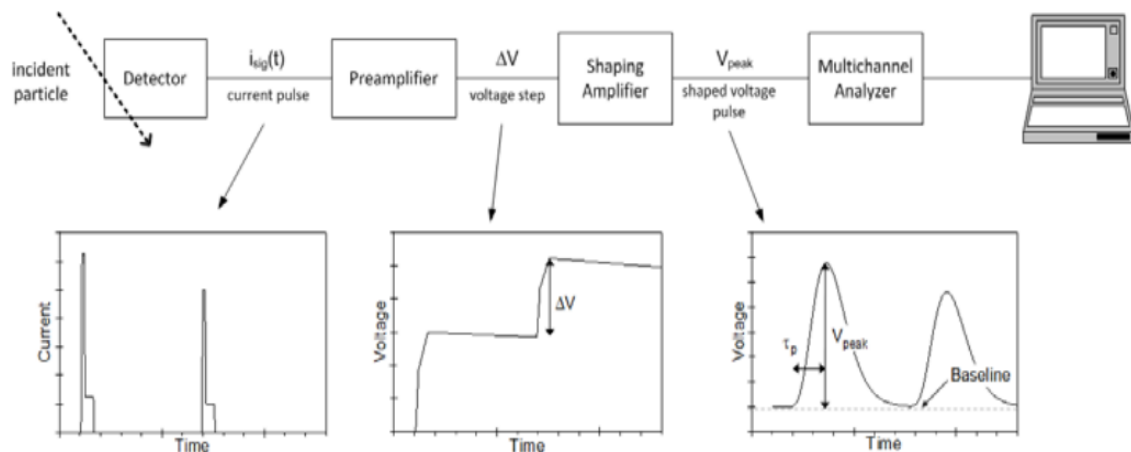 incident
particle
Detector
i_sig(t)
current pulse
Preamplifier
ΔV
voltage step
Shaping
Amplifier
V_peak
shaped voltage
pulse
Multichannel
Analyzer
Current
Time
Voltage
ΔV
Time
Voltage
τ_p
V_peak
Baseline
Time